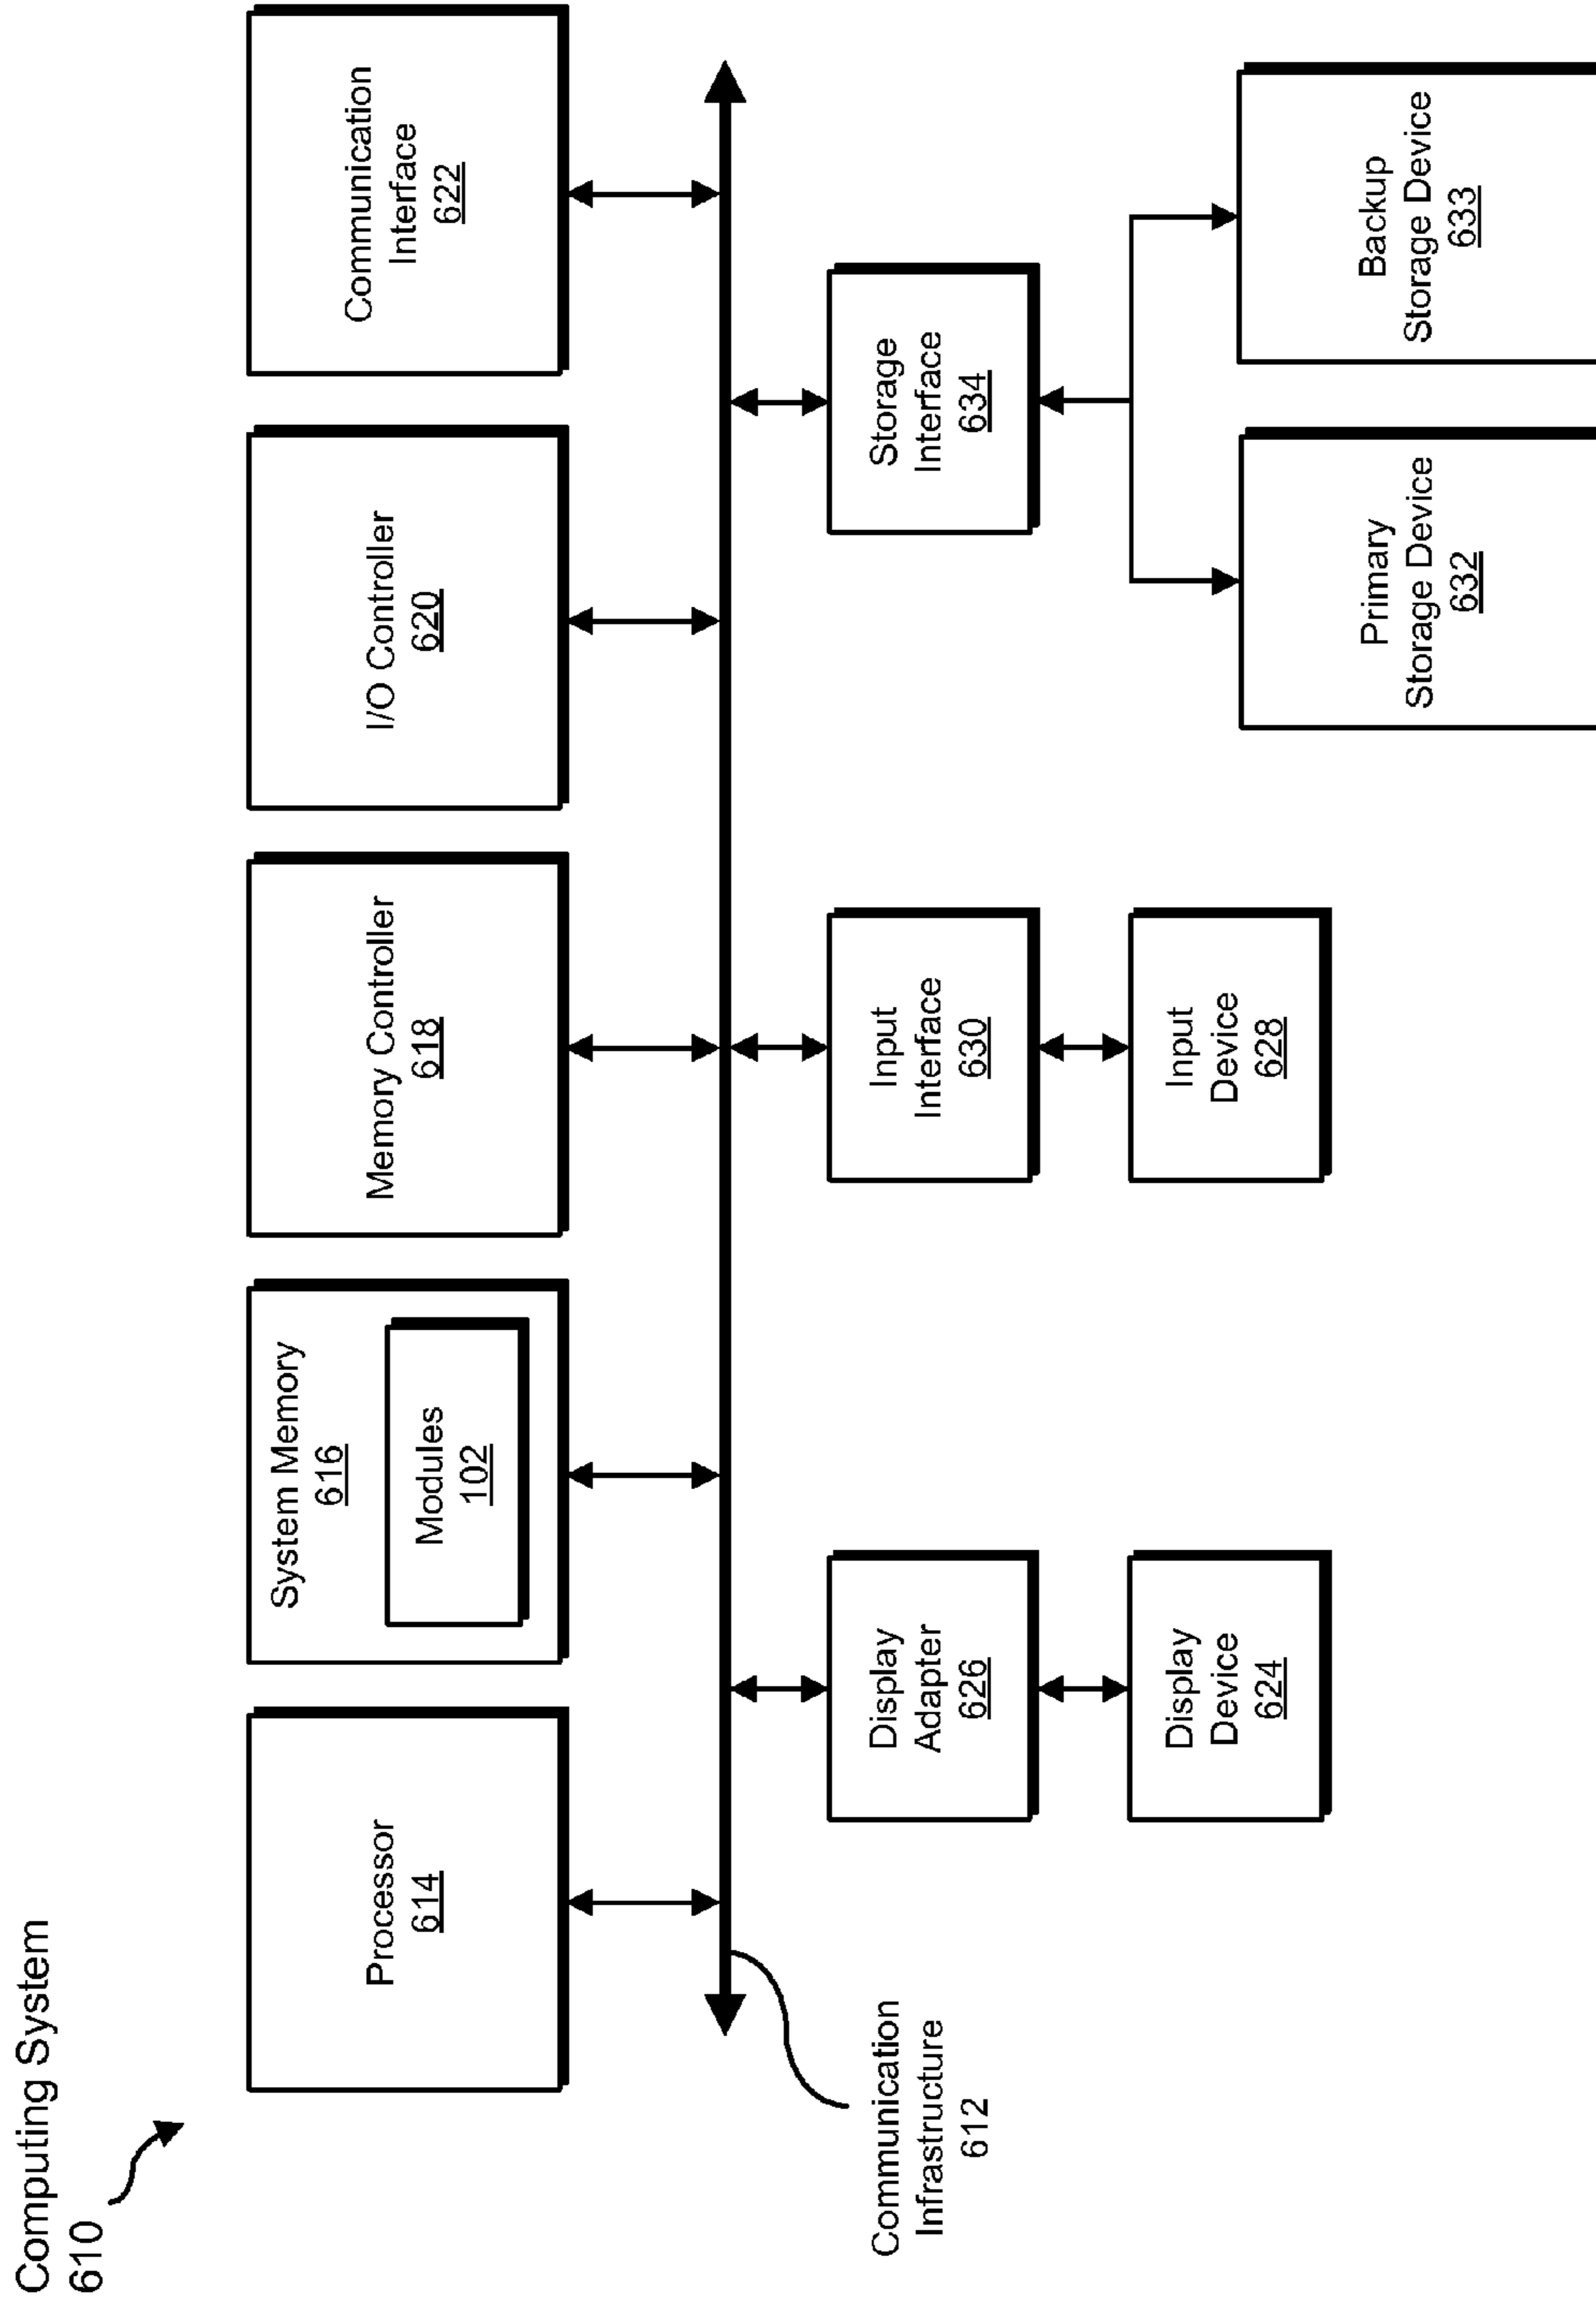 Computing System
610
Processor
614
System Memory
616
Modules
102
Memory Controller
618
I/O Controller
620
Communication
Interface
622
Communication
Infrastructure
612
Display
Adapter
626
Input
Interface
630
Storage
Interface
634
Display
Device
624
Input
Device
628
Primary
Storage Device
632
Backup
Storage Device
633